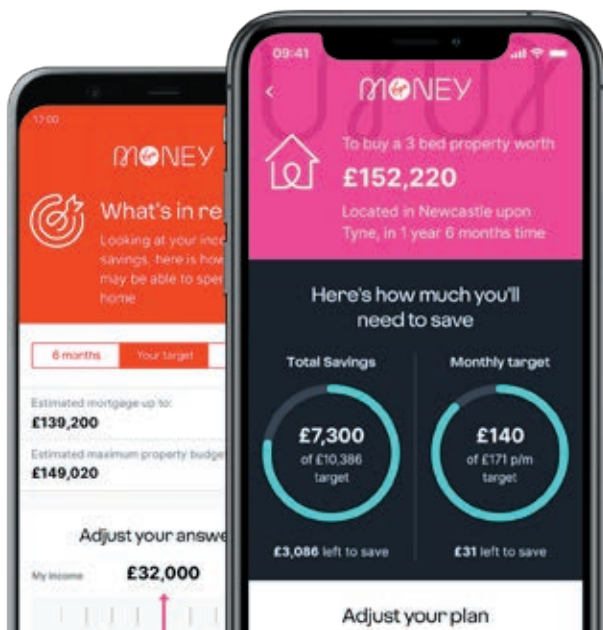 12:00
Virgin MONEY
What's in re
Looking at your inco
savings, here is how
may be able to sper
home
6 months
Your target
Estimated mortgage up to:
£139,200
Estimated maximum property budge
£149,020
Adjust your answe
My income
£32,000
09:41
Virgin MONEY
To buy a 3 bed property worth
£152,220
Located in Newcastle upon
Tyne, in 1 year 6 months time
Here's how much you'll
need to save
Total Savings
£7,300
of £10,386
target
£3,086 left to save
Monthly target
£140
of £171 p/m
target
£31 left to save
Adjust your plan